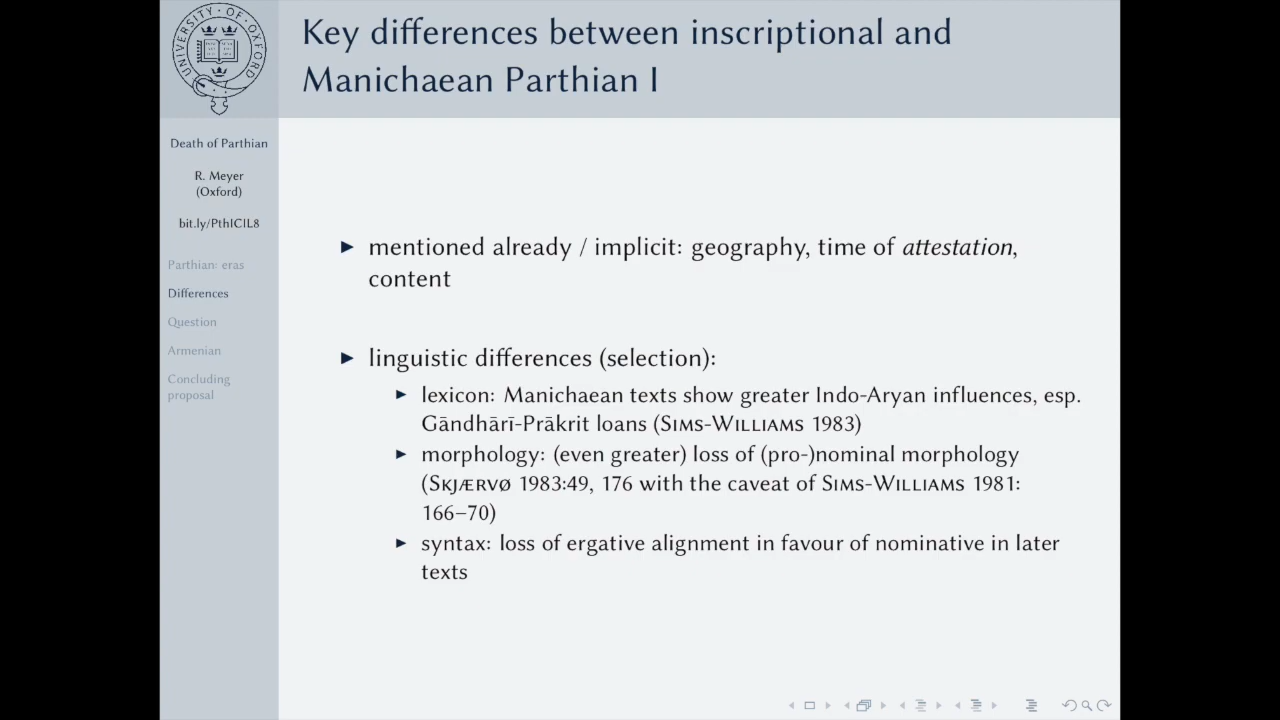 UNIVERSITY · OF · OXFORD
Key differences between inscriptional and
Manichaean Parthian I
Death of Parthian
R. Meyer
(Oxford)
bit.ly/PthICIL8
Parthian: eras
Differences
Question
Armenian
Concluding
proposal
▶ mentioned already / implicit: geography, time of attestation,
content
▶ linguistic differences (selection):
▶ lexicon: Manichaean texts show greater Indo-Aryan influences, esp.
Gāndhārī-Prākrit loans (Sims-Williams 1983)
▶ morphology: (even greater) loss of (pro-)nominal morphology
(Skjærvø 1983:49, 176 with the caveat of Sims-Williams 1981:
166–70)
▶ syntax: loss of ergative alignment in favour of nominative in later
texts